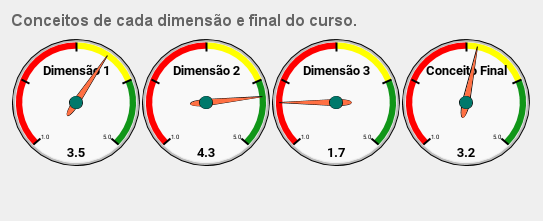 Conceitos de cada dimensão e final do curso.
Dimensão 1 Dimensão 2 Dimensão 3 Conceito Final
1.0 5.0 1.0 5.0 1.0 5.0 1.0 5.0
3.5 4.3 1.7 3.2